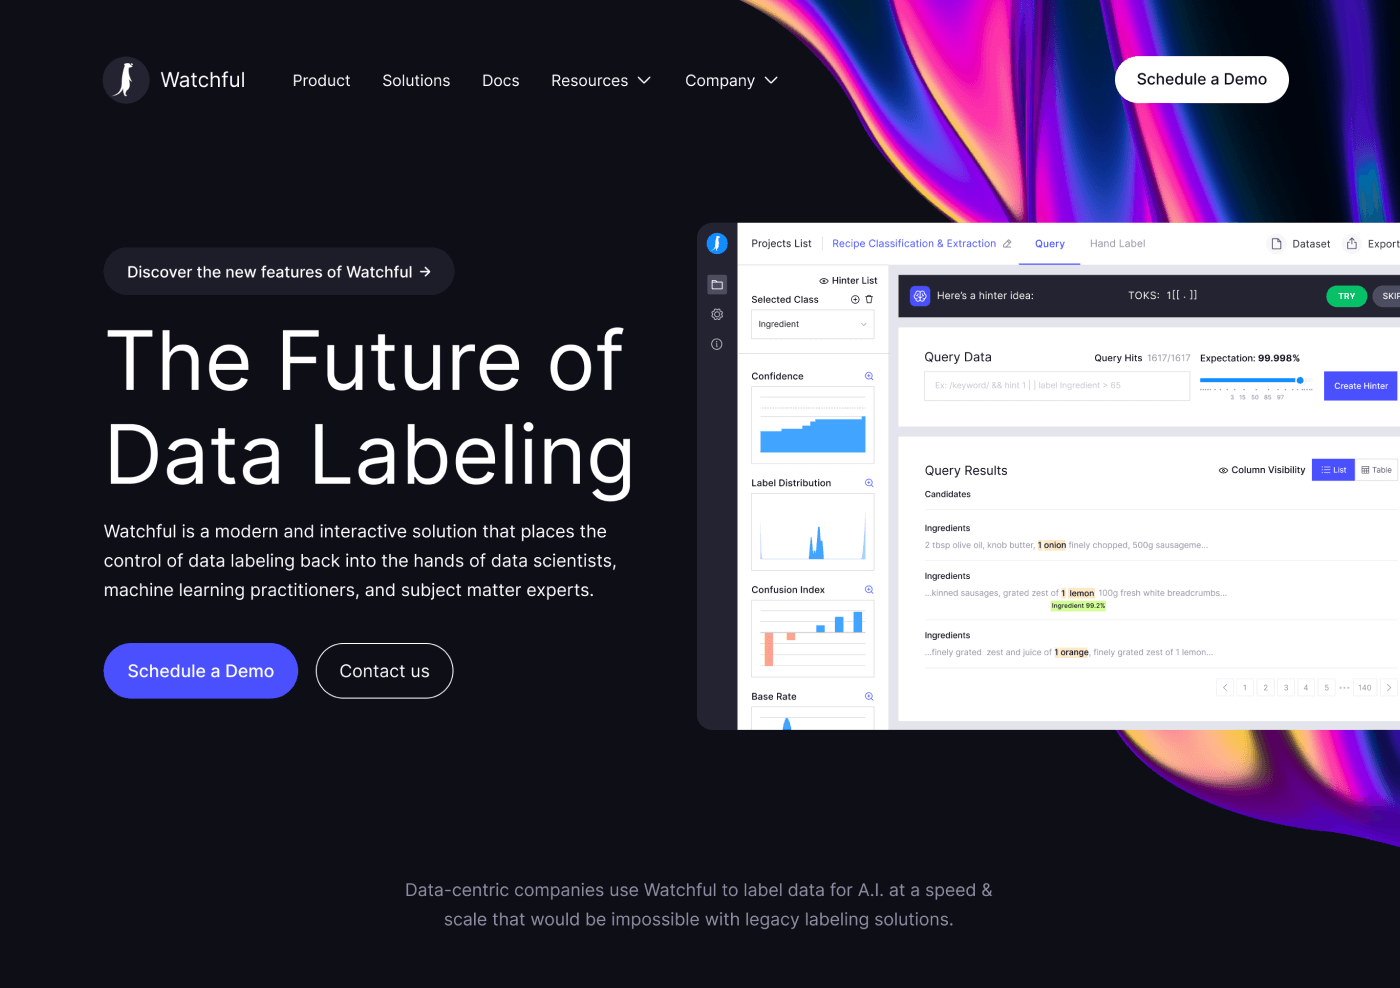 Watchful
Product
Solutions
Docs
Resources
Company
Schedule a Demo
Discover the new features of Watchful →
The Future of
Data Labeling
Watchful is a modern and interactive solution that places the
control of data labeling back into the hands of data scientists,
machine learning practitioners, and subject matter experts.
Schedule a Demo
Contact us
Projects List
Recipe Classification & Extraction
Query
Hand Label
Dataset
Export
Hinter List
Selected Class
Ingredient
Confidence
Label Distribution
Confusion Index
Base Rate
Here's a hinter idea:
TOKS: 1[[ . ]]
TRY
SKIP
Query Data
Query Hits 1617/1617
Expectation: 99.998%
Ex: /keyword/ && hint 1 | | label ingredient > 65
3 15 50 85 97
Create Hinter
Query Results
Column Visibility
List
Table
Candidates
Ingredients
2 tbsp olive oil, knob butter, 1 onion finely chopped, 500g sausageme...
Ingredients
...kinned sausages, grated zest of 1 lemon 100g fresh white breadcrumbs...
Ingredient 99.2%
Ingredients
...finely grated zest and juice of 1 orange, finely grated zest of 1 lemon...
1 2 3 4 5 ••• 140
Data-centric companies use Watchful to label data for A.I. at a speed &
scale that would be impossible with legacy labeling solutions.